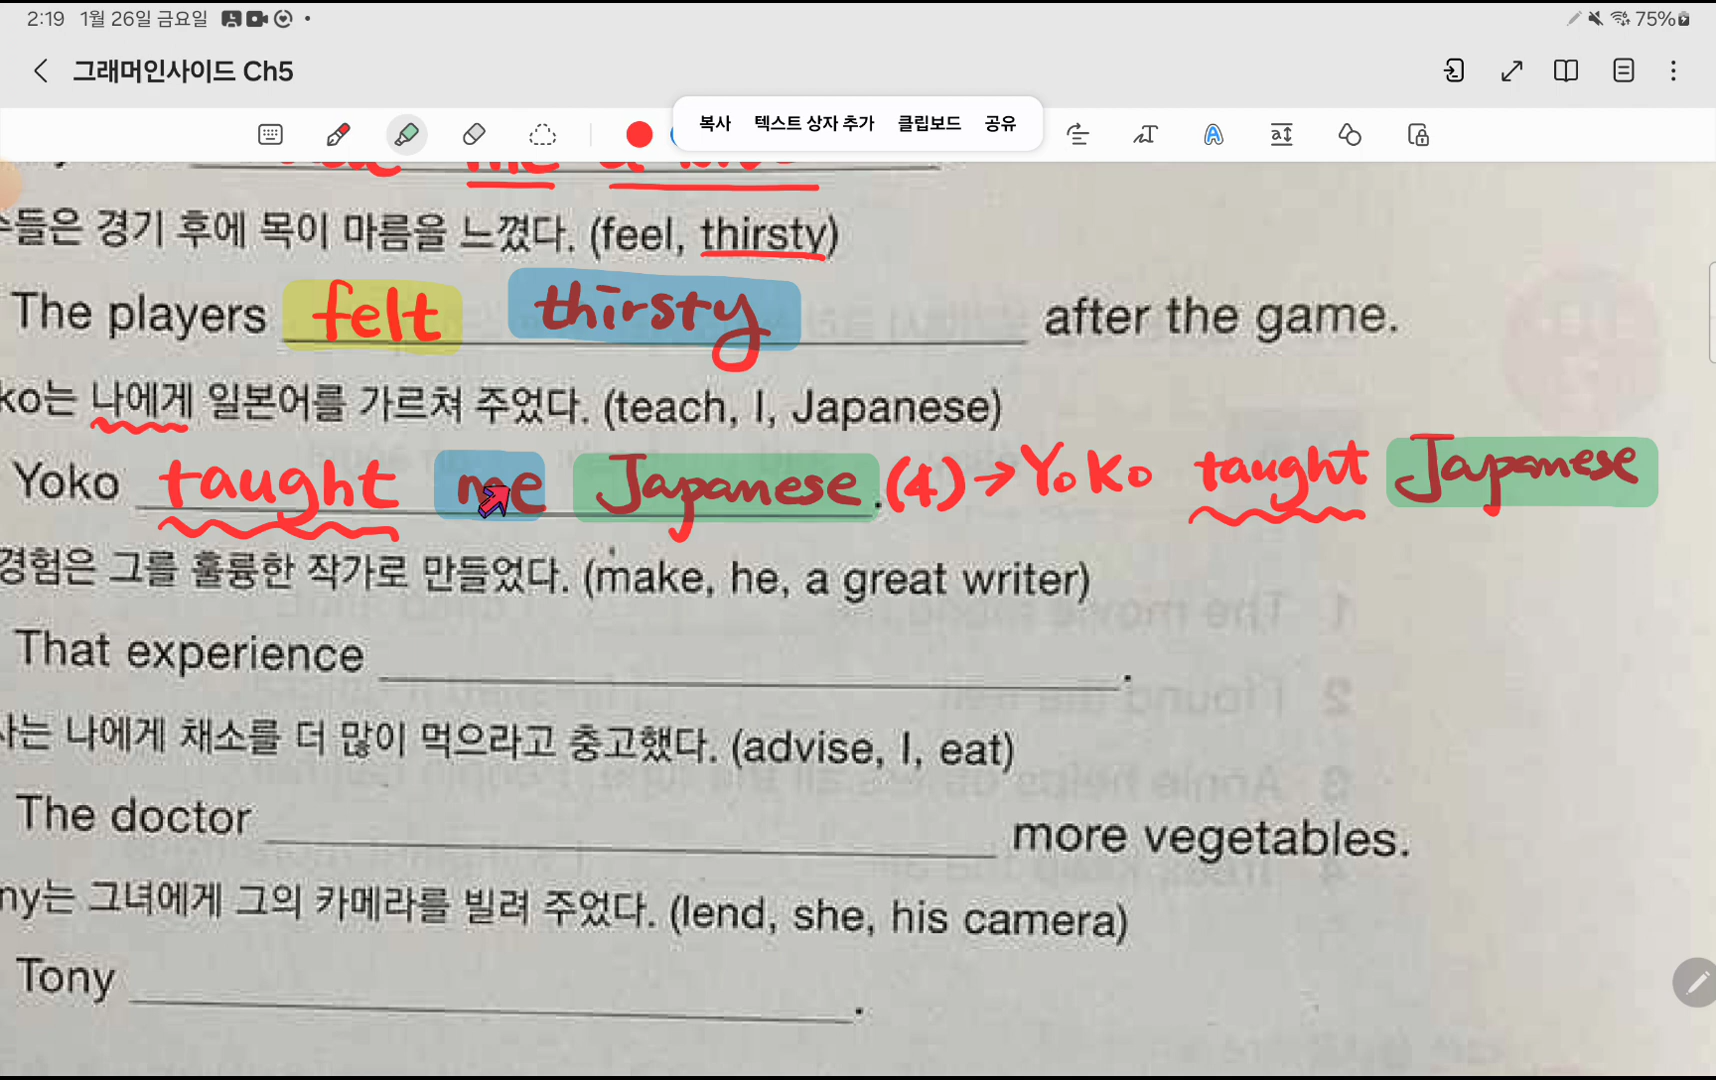 2:19 1월 26일 금요일 75%
그래머인사이드 Ch5
복사 텍스트 상자 추가 클립보드 공유
들은 경기 후에 목이 마름을 느꼈다. (feel, thirsty)
The players felt thirsty after the game.
ko는 나에게 일본어를 가르쳐 주었다. (teach, I, Japanese)
Yoko taught me Japanese. (4) → Yoko taught Japanese
경험은 그를 훌륭한 작가로 만들었다. (make, he, a great writer)
That experience .
사는 나에게 채소를 더 많이 먹으라고 충고했다. (advise, I, eat)
The doctor more vegetables.
ny는 그녀에게 그의 카메라를 빌려 주었다. (lend, she, his camera)
Tony .